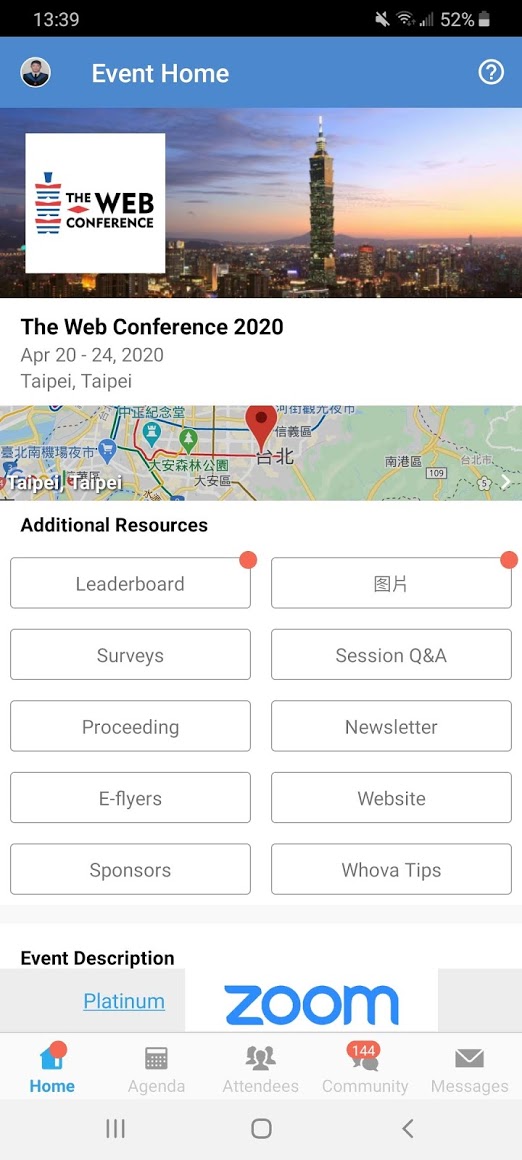 13:39
52%
Event Home
THE WEB
CONFERENCE
The Web Conference 2020
Apr 20 - 24, 2020
Taipei, Taipei
中正紀念堂
河街觀光夜市
信義區
臺北南機場夜市
大安森林公園
台北
南港區
台北市
109
5
3
大安區
Taipei, Taipei
Additional Resources
Leaderboard
图片
Surveys
Session Q&A
Proceeding
Newsletter
E-flyers
Website
Sponsors
Whova Tips
Event Description
Platinum
zoom
144
Home
Agenda
Attendees
Community
Messages